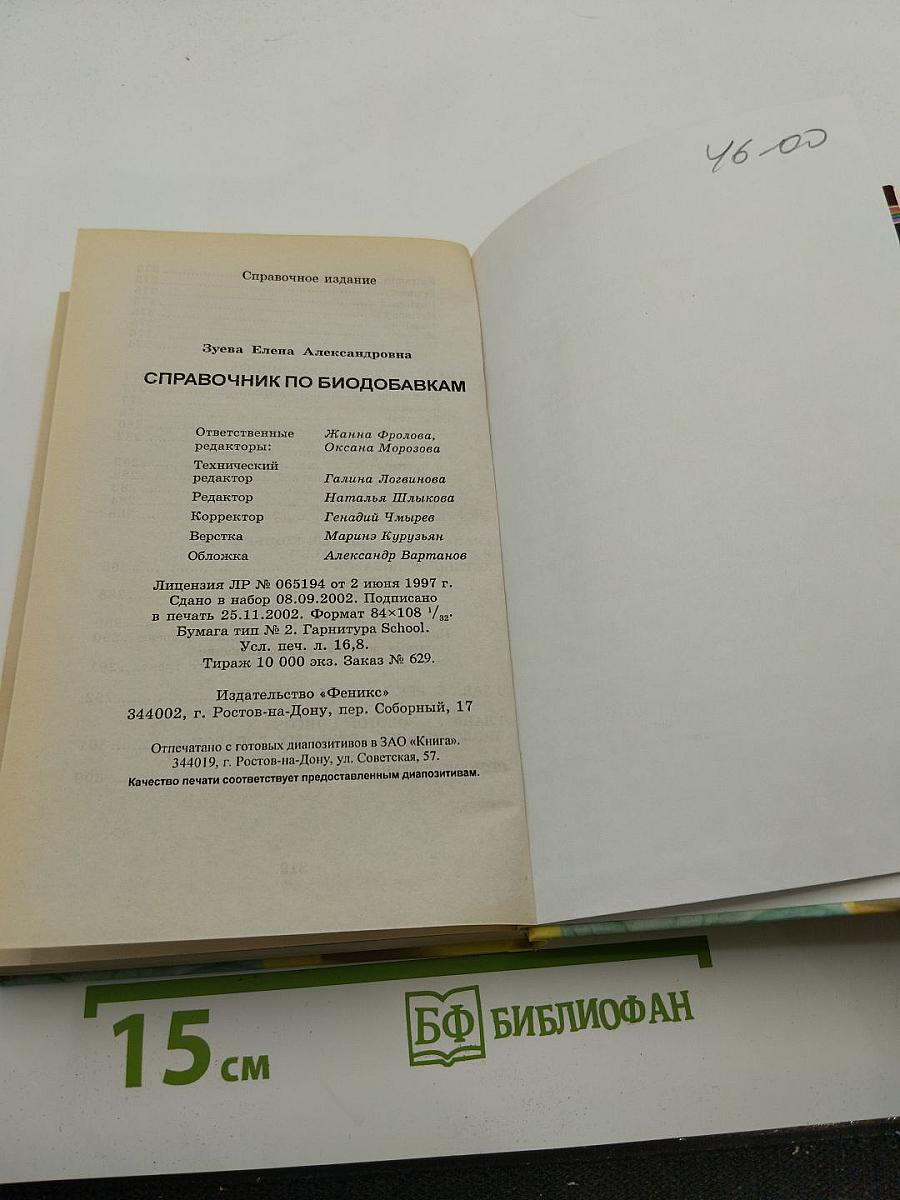 Справочное издание
Зуева Елена Александровна
СПРАВОЧНИК ПО БИОДОБАВКАМ
Ответственные редакторы: Жанна Фролова, Оксана Морозова
Технический редактор Галина Логвинова
Редактор Наталья Шлыкова
Корректор Генадий Чмырев
Верстка Маринэ Курузьян
Обложка Александр Вартанов
Лицензия ЛР № 065194 от 2 июня 1997 г.
Сдано в набор 08.09.2002. Подписано
в печать 25.11.2002. Формат 84×108 1/32.
Бумага тип № 2. Гарнитура School.
Усл. печ. л. 16,8.
Тираж 10 000 экз. Заказ № 629.
Издательство «Феникс»
344002, г. Ростов-на-Дону, пер. Соборный, 17
Отпечатано с готовых диапозитивов в ЗАО «Книга».
344019, г. Ростов-на-Дону, ул. Советская, 57.
Качество печати соответствует предоставленным диапозитивам.
46-00
15 см
БФ БИБЛИОФАН